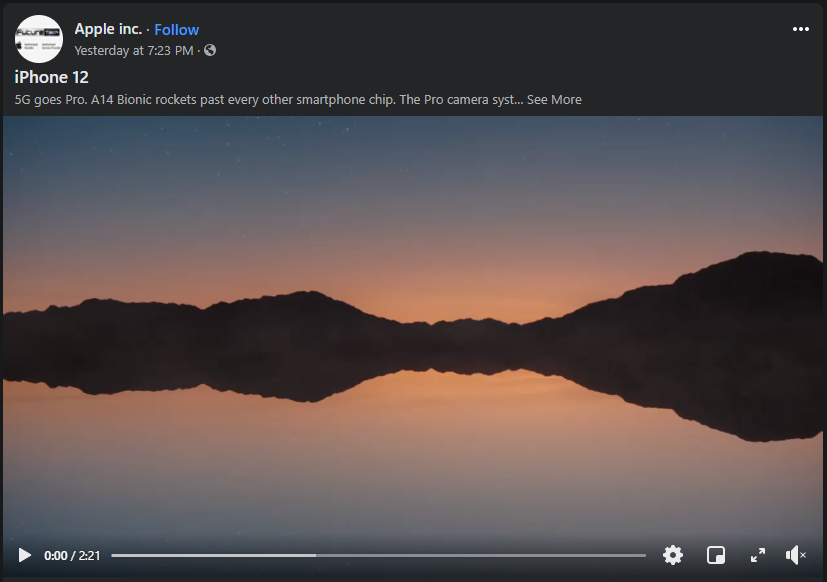 FutureTech
Apple inc. · Follow
Yesterday at 7:23 PM ·
iPhone 12
5G goes Pro. A14 Bionic rockets past every other smartphone chip. The Pro camera syst... See More
0:00 / 2:21